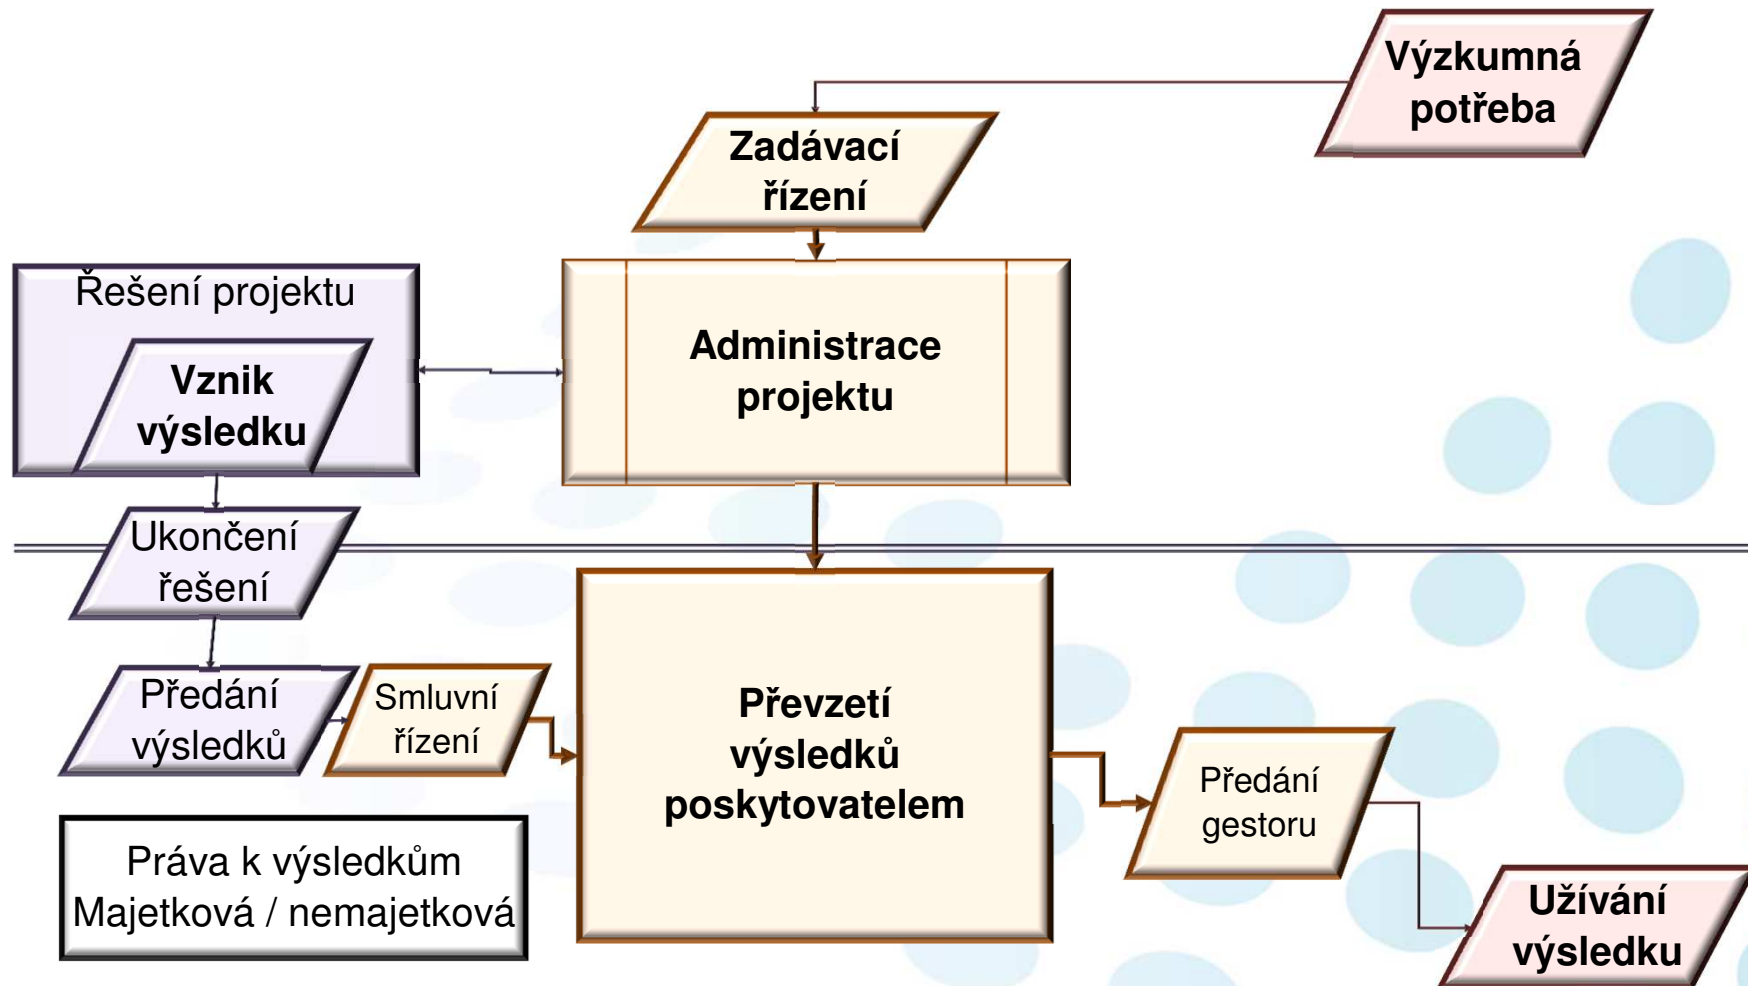 Výzkumná
potřeba
Zadávací
řízení
Řešení projektu
Vznik
výsledku
Administrace
projektu
Ukončení
řešení
Předání
výsledků
Smluvní
řízení
Převzetí
výsledků
poskytovatelem
Předání
gestoru
Práva k výsledkům
Majetková / nemajetková
Užívání
výsledku